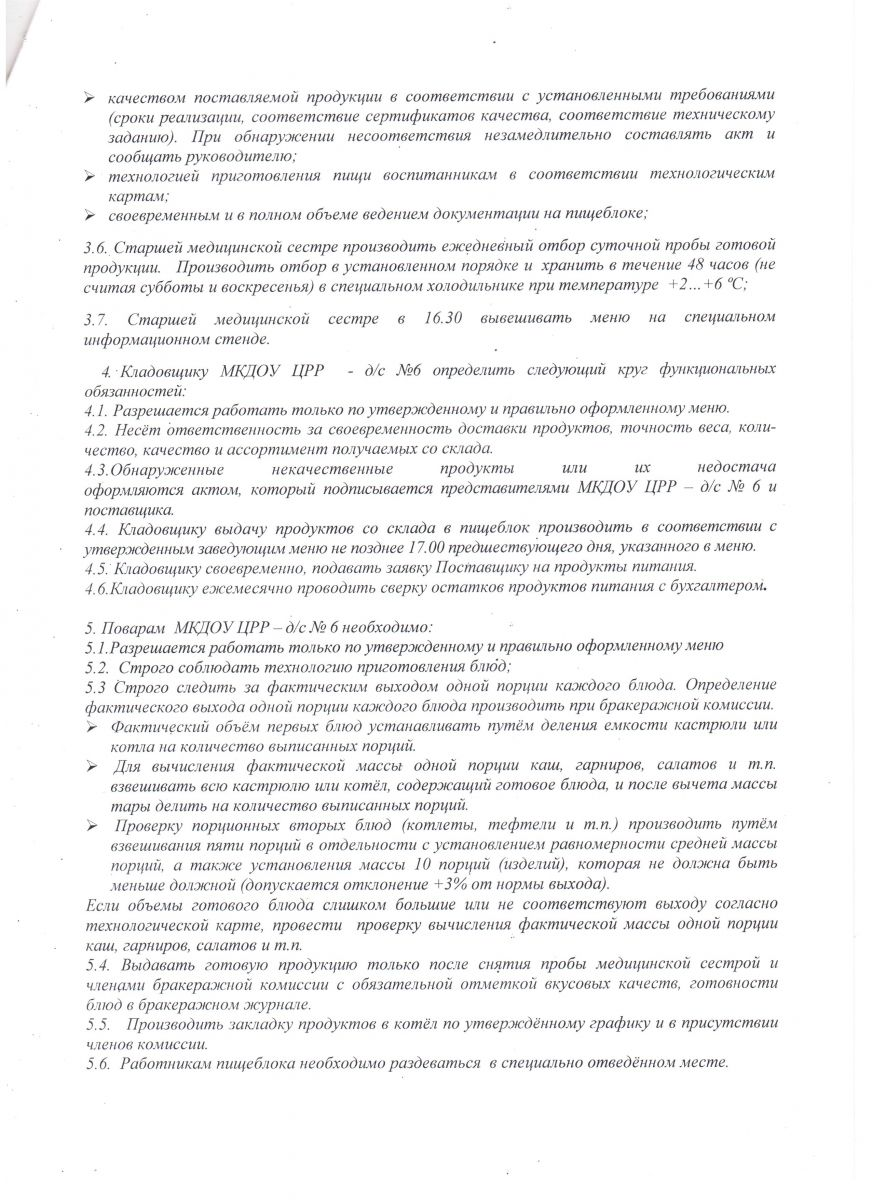 ➢ качеством поставляемой продукции в соответствии с установленными требованиями
(сроки реализации, соответствие сертификатов качества, соответствие техническому
заданию). При обнаружении несоответствия незамедлительно составлять акт и
сообщать руководителю;
➢ технологией приготовления пищи воспитанникам в соответствии технологическим
картам;
➢ своевременным и в полном объеме ведением документации на пищеблоке;
3.6. Старшей медицинской сестре производить ежедневный отбор суточной пробы готовой
продукции. Производить отбор в установленном порядке и хранить в течение 48 часов (не
считая субботы и воскресенья) в специальном холодильнике при температуре +2…+6 ºС;
3.7. Старшей медицинской сестре в 16.30 вывешивать меню на специальном
информационном стенде.
4. Кладовщику МКДОУ ЦРР - д/с №6 определить следующий круг функциональных
обязанностей:
4.1. Разрешается работать только по утвержденному и правильно оформленному меню.
4.2. Несёт ответственность за своевременность доставки продуктов, точность веса, коли-
чество, качество и ассортимент получаемых со склада.
4.3.Обнаруженные некачественные продукты или их недостача
оформляются актом, который подписывается представителями МКДОУ ЦРР – д/с № 6 и
поставщика.
4.4. Кладовщику выдачу продуктов со склада в пищеблок производить в соответствии с
утвержденным заведующим меню не позднее 17.00 предшествующего дня, указанного в меню.
4.5. Кладовщику своевременно, подавать заявку Поставщику на продукты питания.
4.6.Кладовщику ежемесячно проводить сверку остатков продуктов питания с бухгалтером.
5. Поварам МКДОУ ЦРР – д/с № 6 необходимо:
5.1.Разрешается работать только по утвержденному и правильно оформленному меню
5.2. Строго соблюдать технологию приготовления блюд;
5.3 Строго следить за фактическим выходом одной порции каждого блюда. Определение
фактического выхода одной порции каждого блюда производить при бракеражной комиссии.
➢ Фактический объём первых блюд устанавливать путём деления емкости кастрюли или
котла на количество выписанных порций.
➢ Для вычисления фактической массы одной порции каш, гарниров, салатов и т.п.
взвешивать всю кастрюлю или котёл, содержащий готовое блюда, и после вычета массы
тары делить на количество выписанных порций.
➢ Проверку порционных вторых блюд (котлеты, тефтели и т.п.) производить путём
взвешивания пяти порций в отдельности с установлением равномерности средней массы
порций, а также установления массы 10 порций (изделий), которая не должна быть
меньше должной (допускается отклонение +3% от нормы выхода).
Если объемы готового блюда слишком большие или не соответствуют выходу согласно
технологической карте, провести проверку вычисления фактической массы одной порции
каш, гарниров, салатов и т.п.
5.4. Выдавать готовую продукцию только после снятия пробы медицинской сестрой и
членами бракеражной комиссии с обязательной отметкой вкусовых качеств, готовности
блюд в бракеражном журнале.
5.5. Производить закладку продуктов в котёл по утверждённому графику и в присутствии
членов комиссии.
5.6. Работникам пищеблока необходимо раздеваться в специально отведённом месте.